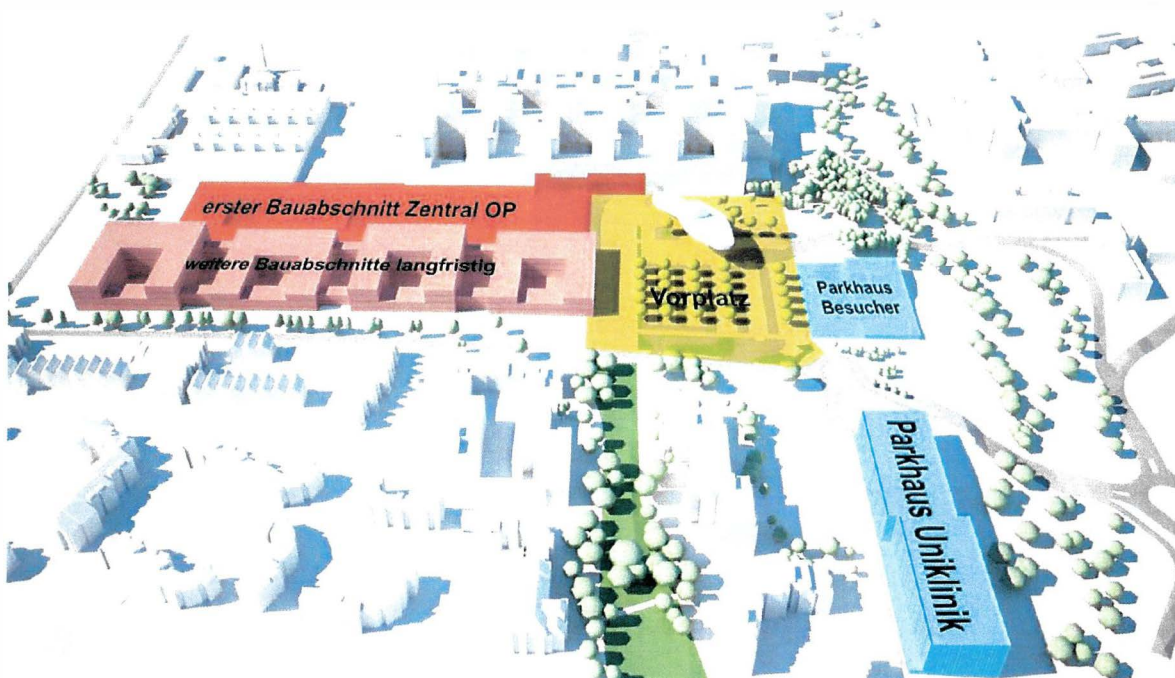 erster Bauabschnitt Zentral OP
weitere Bauabschnitte langfristig
Vorplatz
Parkhaus
Besucher
Parkhaus Uniklinik